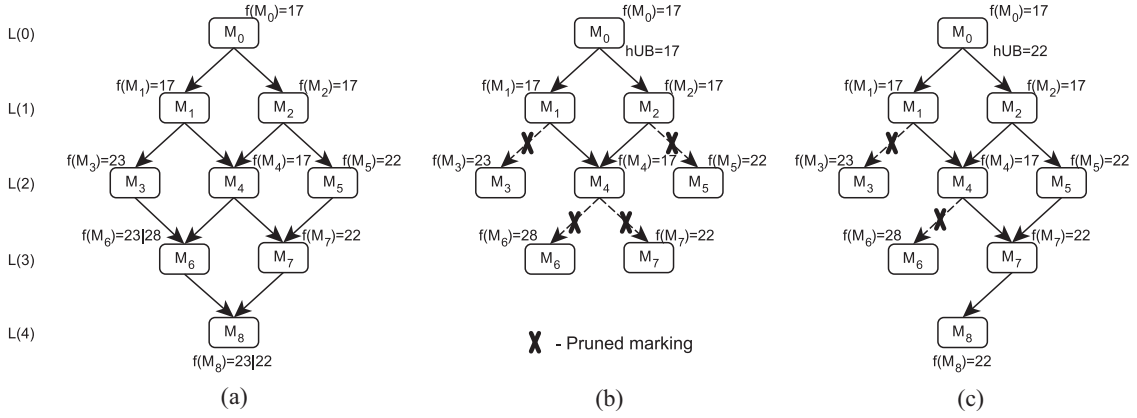 f(M0)=17 f(M0)=17 f(M0)=17
L(0) M0 M0 M0
hUB=17 hUB=22
f(M1)=17 f(M2)=17 f(M1)=17 f(M2)=17 f(M1)=17 f(M2)=17
L(1) M1 M2 M1 M2 M1 M2
f(M3)=23 f(M4)=17 f(M5)=22 f(M3)=23 f(M4)=17 f(M5)=22 f(M3)=23 f(M4)=17 f(M5)=22
L(2) M3 M4 M5 M3 M4 M5 M3 M4 M5
f(M6)=23|28 f(M7)=22 f(M6)=28 f(M7)=22 f(M6)=28 f(M7)=22
L(3) M6 M7 M6 M7 M6 M7
L(4) M8 X - Pruned marking M8
f(M8)=23|22 f(M8)=22
(a) (b) (c)